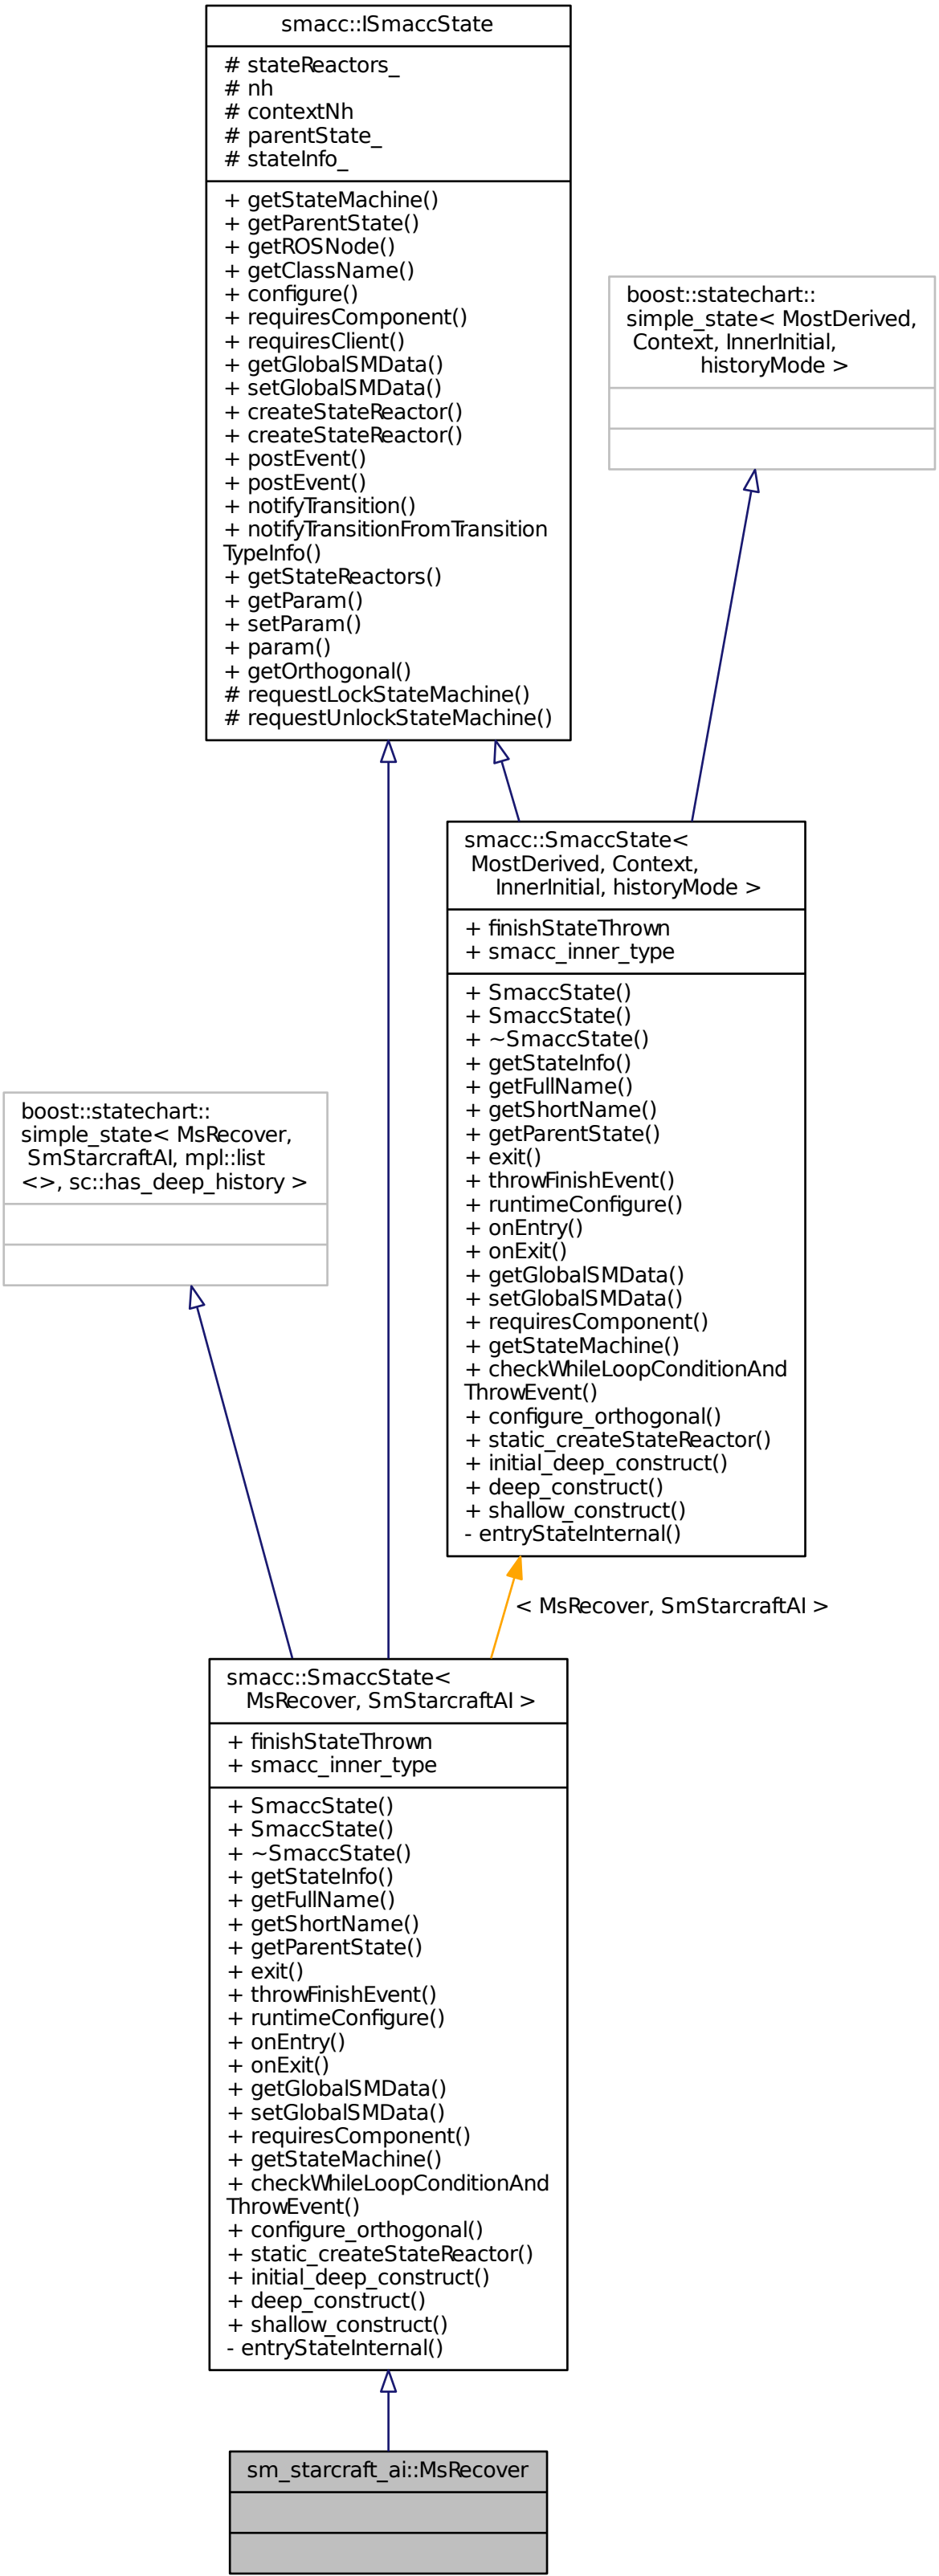 smacc::ISmaccState
# stateReactors_
# nh
# contextNh
# parentState_
# stateInfo_
+ getStateMachine()
+ getParentState()
+ getROSNode()
+ getClassName()
+ configure()
+ requiresComponent()
+ requiresClient()
+ getGlobalSMData()
+ setGlobalSMData()
+ createStateReactor()
+ createStateReactor()
+ postEvent()
+ postEvent()
+ notifyTransition()
+ notifyTransitionFromTransition
TypeInfo()
+ getStateReactors()
+ getParam()
+ setParam()
+ param()
+ getOrthogonal()
# requestLockStateMachine()
# requestUnlockStateMachine()
boost::statechart::
simple_state< MostDerived,
Context, InnerInitial,
historyMode >
smacc::SmaccState<
MostDerived, Context,
InnerInitial, historyMode >
+ finishStateThrown
+ smacc_inner_type
+ SmaccState()
+ SmaccState()
+ ~SmaccState()
+ getStateInfo()
+ getFullName()
+ getShortName()
+ getParentState()
+ exit()
+ throwFinishEvent()
+ runtimeConfigure()
+ onEntry()
+ onExit()
+ getGlobalSMData()
+ setGlobalSMData()
+ requiresComponent()
+ getStateMachine()
+ checkWhileLoopConditionAnd
ThrowEvent()
+ configure_orthogonal()
+ static_createStateReactor()
+ initial_deep_construct()
+ deep_construct()
+ shallow_construct()
- entryStateInternal()
boost::statechart::
simple_state< MsRecover,
SmStarcraftAI, mpl::list
<>, sc::has_deep_history >
< MsRecover, SmStarcraftAI >
smacc::SmaccState<
MsRecover, SmStarcraftAI >
+ finishStateThrown
+ smacc_inner_type
+ SmaccState()
+ SmaccState()
+ ~SmaccState()
+ getStateInfo()
+ getFullName()
+ getShortName()
+ getParentState()
+ exit()
+ throwFinishEvent()
+ runtimeConfigure()
+ onEntry()
+ onExit()
+ getGlobalSMData()
+ setGlobalSMData()
+ requiresComponent()
+ getStateMachine()
+ checkWhileLoopConditionAnd
ThrowEvent()
+ configure_orthogonal()
+ static_createStateReactor()
+ initial_deep_construct()
+ deep_construct()
+ shallow_construct()
- entryStateInternal()
sm_starcraft_ai::MsRecover